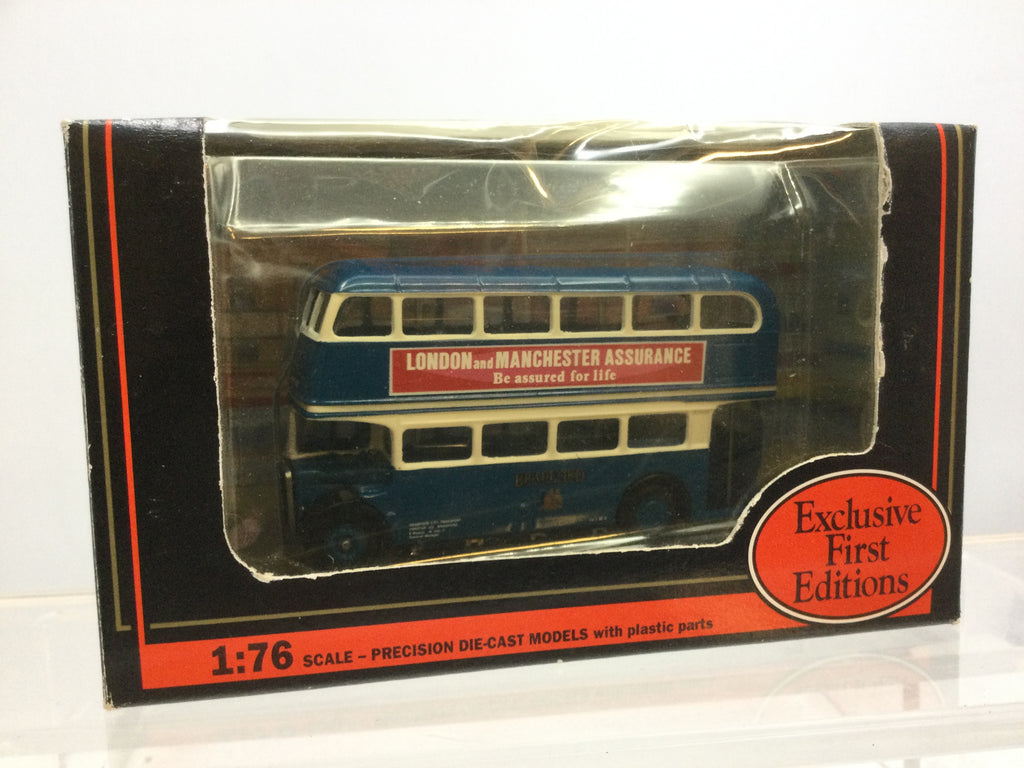 LONDON and MANCHESTER ASSURANCE
Be assured for life
Exclusive
First
Editions
1:76 SCALE – PRECISION DIE-CAST MODELS with plastic parts